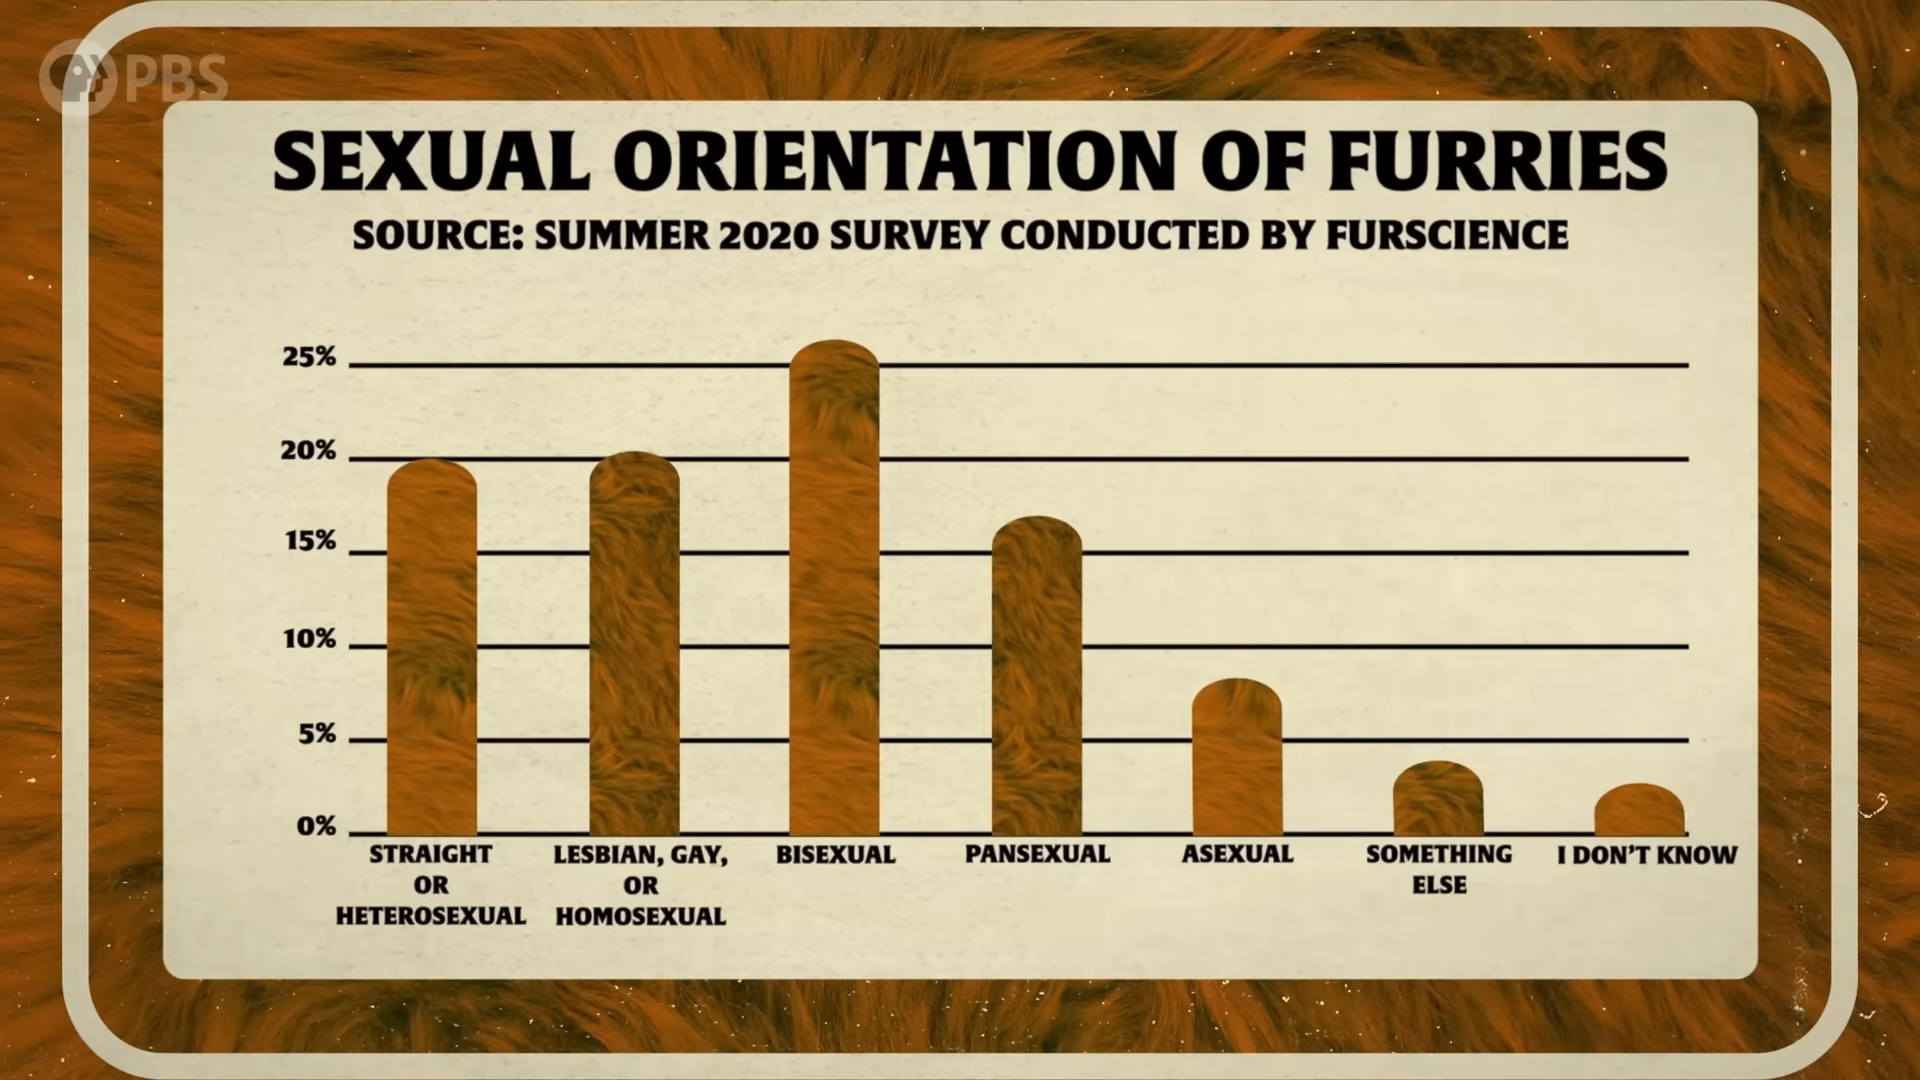 PBS
SEXUAL ORIENTATION OF FURRIES
SOURCE: SUMMER 2020 SURVEY CONDUCTED BY FURSCIENCE
25%
20%
15%
10%
5%
0%
STRAIGHT
OR
HETEROSEXUAL
LESBIAN, GAY,
OR
HOMOSEXUAL
BISEXUAL
PANSEXUAL
ASEXUAL
SOMETHING
ELSE
I DON'T KNOW